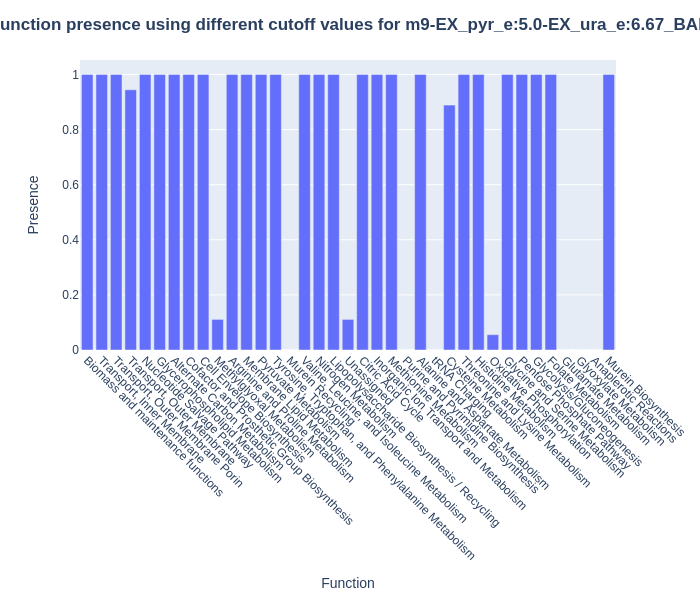 unction presence using different cutoff values for m9-EX_pyr_e:5.0-EX_ura_e:6.67_BA
1
0.8
0.6
0.4
0.2
0
Presence
Biomass and maintenance functions
Transport, Inner Membrane
Transport, Outer Membrane
Transport, Outer Membrane Porin
Nucleotide Salvage Pathway
Glycerophospholipid Metabolism
Alternate Carbon Metabolism
Cofactor and Prosthetic Group Biosynthesis
Cell Envelope Biosynthesis
Methylglyoxal Metabolism
Arginine and Proline Metabolism
Membrane Lipid Metabolism
Pyruvate Metabolism
Tyrosine, Tryptophan, and Phenylalanine Metabolism
Murein Recycling
Valine, Leucine, and Isoleucine Metabolism
Nitrogen Metabolism
Lipopolysaccharide Biosynthesis / Recycling
Unassigned
Citric Acid Cycle
Inorganic Ion Transport and Metabolism
Methionine Metabolism
Purine and Pyrimidine Biosynthesis
Alanine and Aspartate Metabolism
tRNA Charging
Cysteine Metabolism
Threonine and Lysine Metabolism
Histidine Metabolism
Oxidative Phosphorylation
Glycine and Serine Metabolism
Pentose Phosphate Pathway
Glycolysis/Gluconeogenesis
Folate Metabolism
Glutamate Metabolism
Glyoxylate Metabolism
Anaplerotic Reactions
Murein Biosynthesis
Function